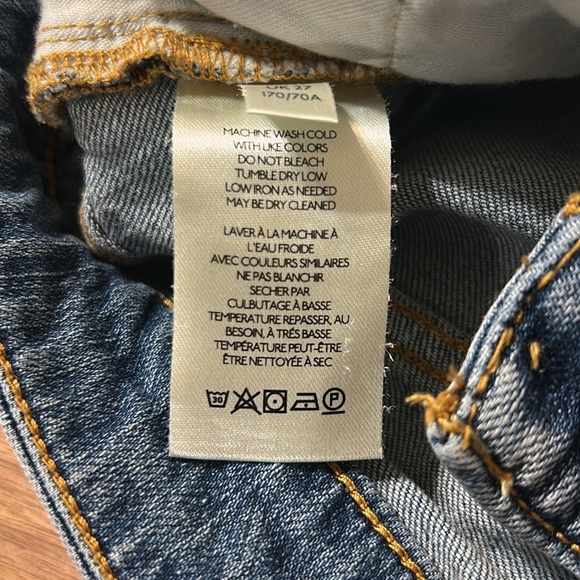 UK 27
170/70A
MACHINE WASH COLD
WITH LIKE COLORS
DO NOT BLEACH
TUMBLE DRY LOW
LOW IRON AS NEEDED
MAY BE DRY CLEANED
LAVER À LA MACHINE À
L'EAU FROIDE
AVEC COULEURS SIMILAIRES
NE PAS BLANCHIR
SECHER PAR
CULBUTAGE À BASSE
TEMPERATURE REPASSER, AU
BESOIN, À TRÉS BASSE
TEMPÉRATURE PEUT-ÊTRE
ÊTRE NETTOYÉE À SEC
30 P